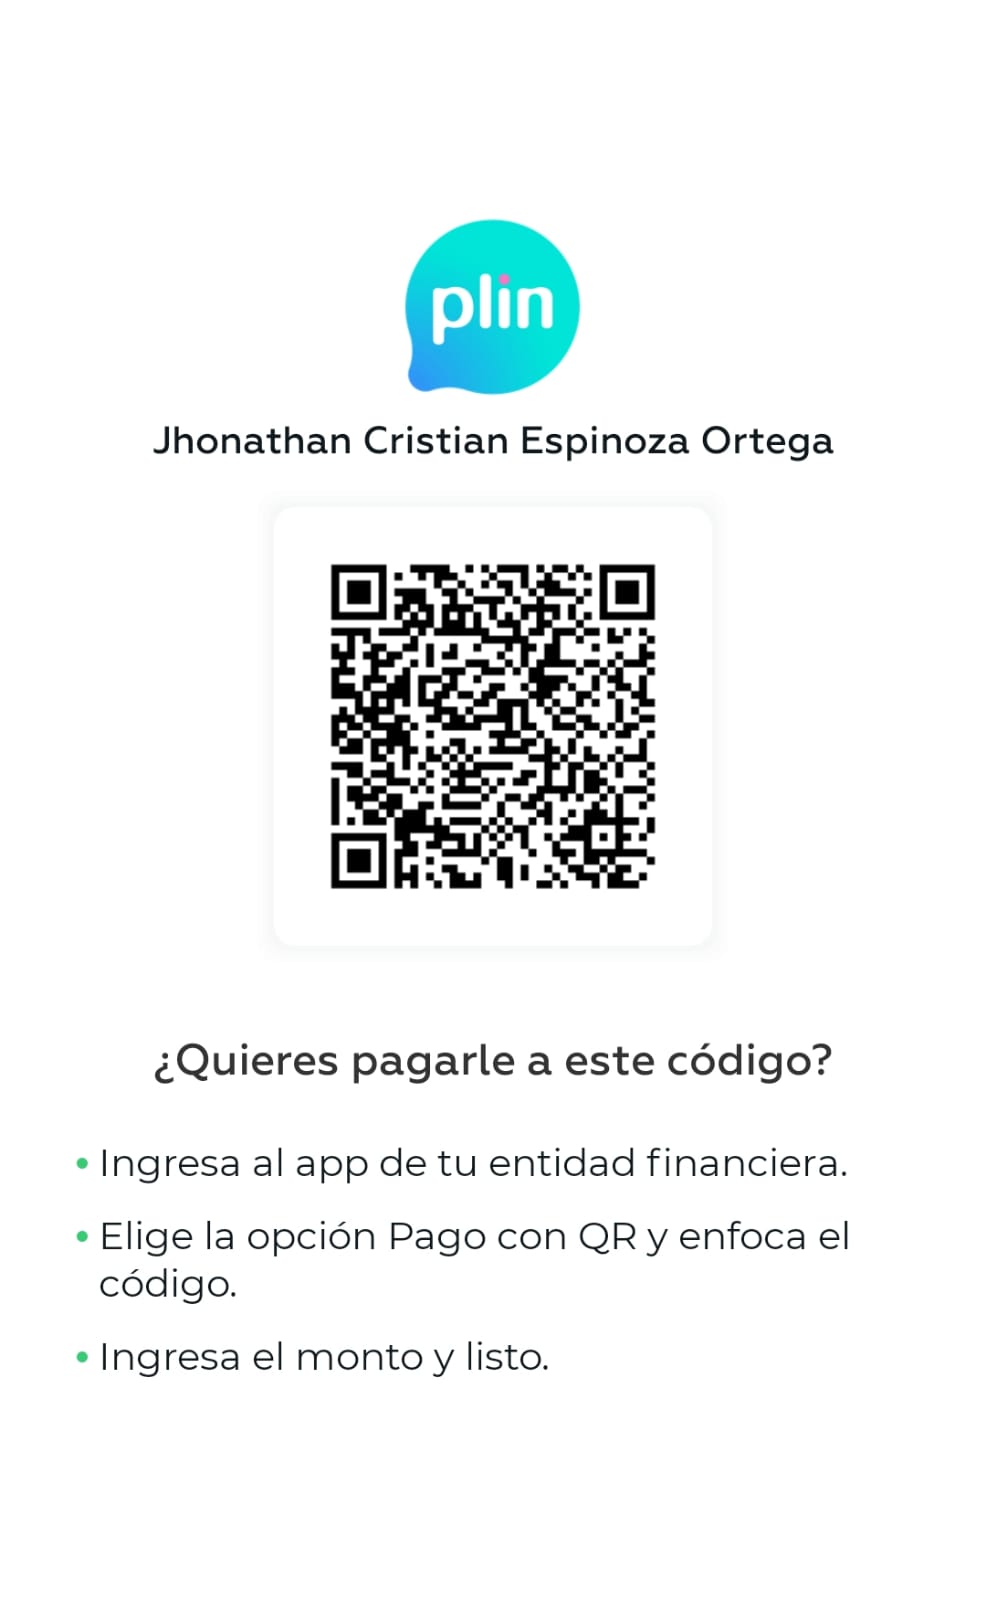 plin
Jhonathan Cristian Espinoza Ortega
¿Quieres pagarle a este código?
• Ingresa al app de tu entidad financiera.
• Elige la opción Pago con QR y enfoca el
código.
• Ingresa el monto y listo.